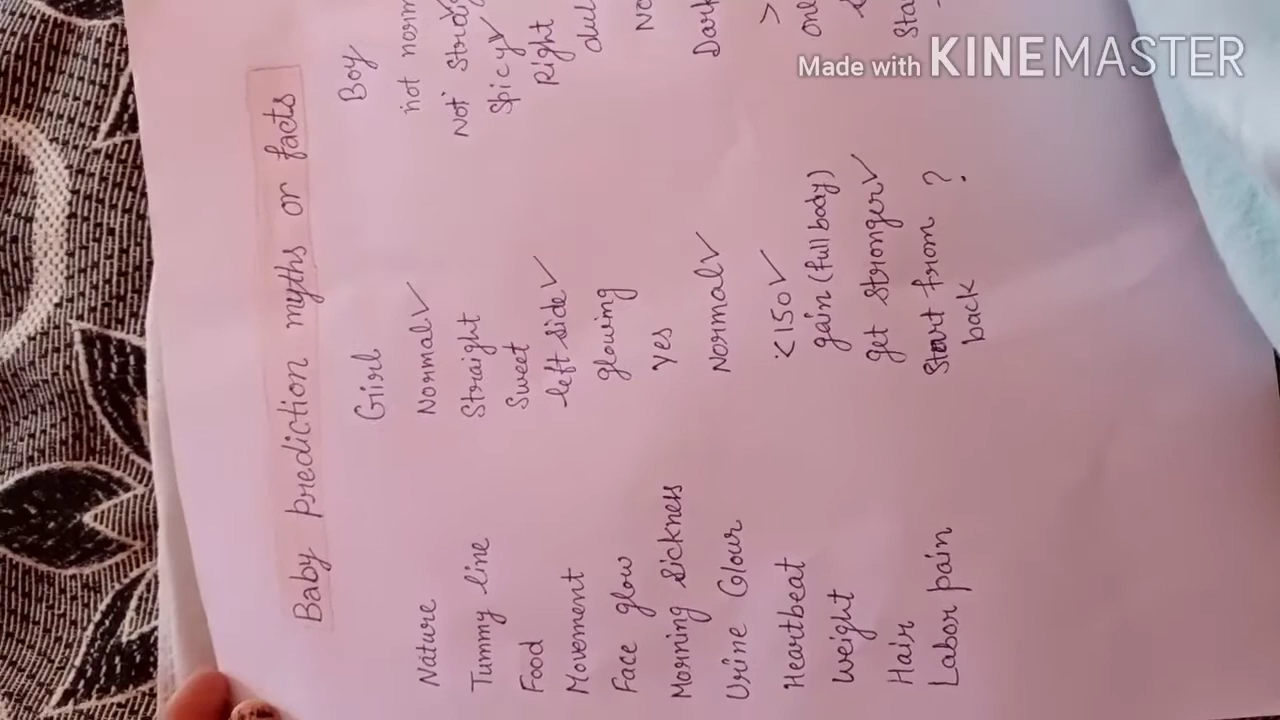 Made with KINEMASTER
Baby prediction myths or facts
Girl Boy
Nature Normal✓ not norm
Tummy line Straight Not Straig
Food Sweet Spicy✓
Movement left side✓ Right
Face glow glowing dul
Morning Sickness Yes No
Urine Colour Normal✓ Dark
Heartbeat <150✓ >
Weight gain (full body) onl
Hair get stronger✓
Labor pain Start from ? Sta
back